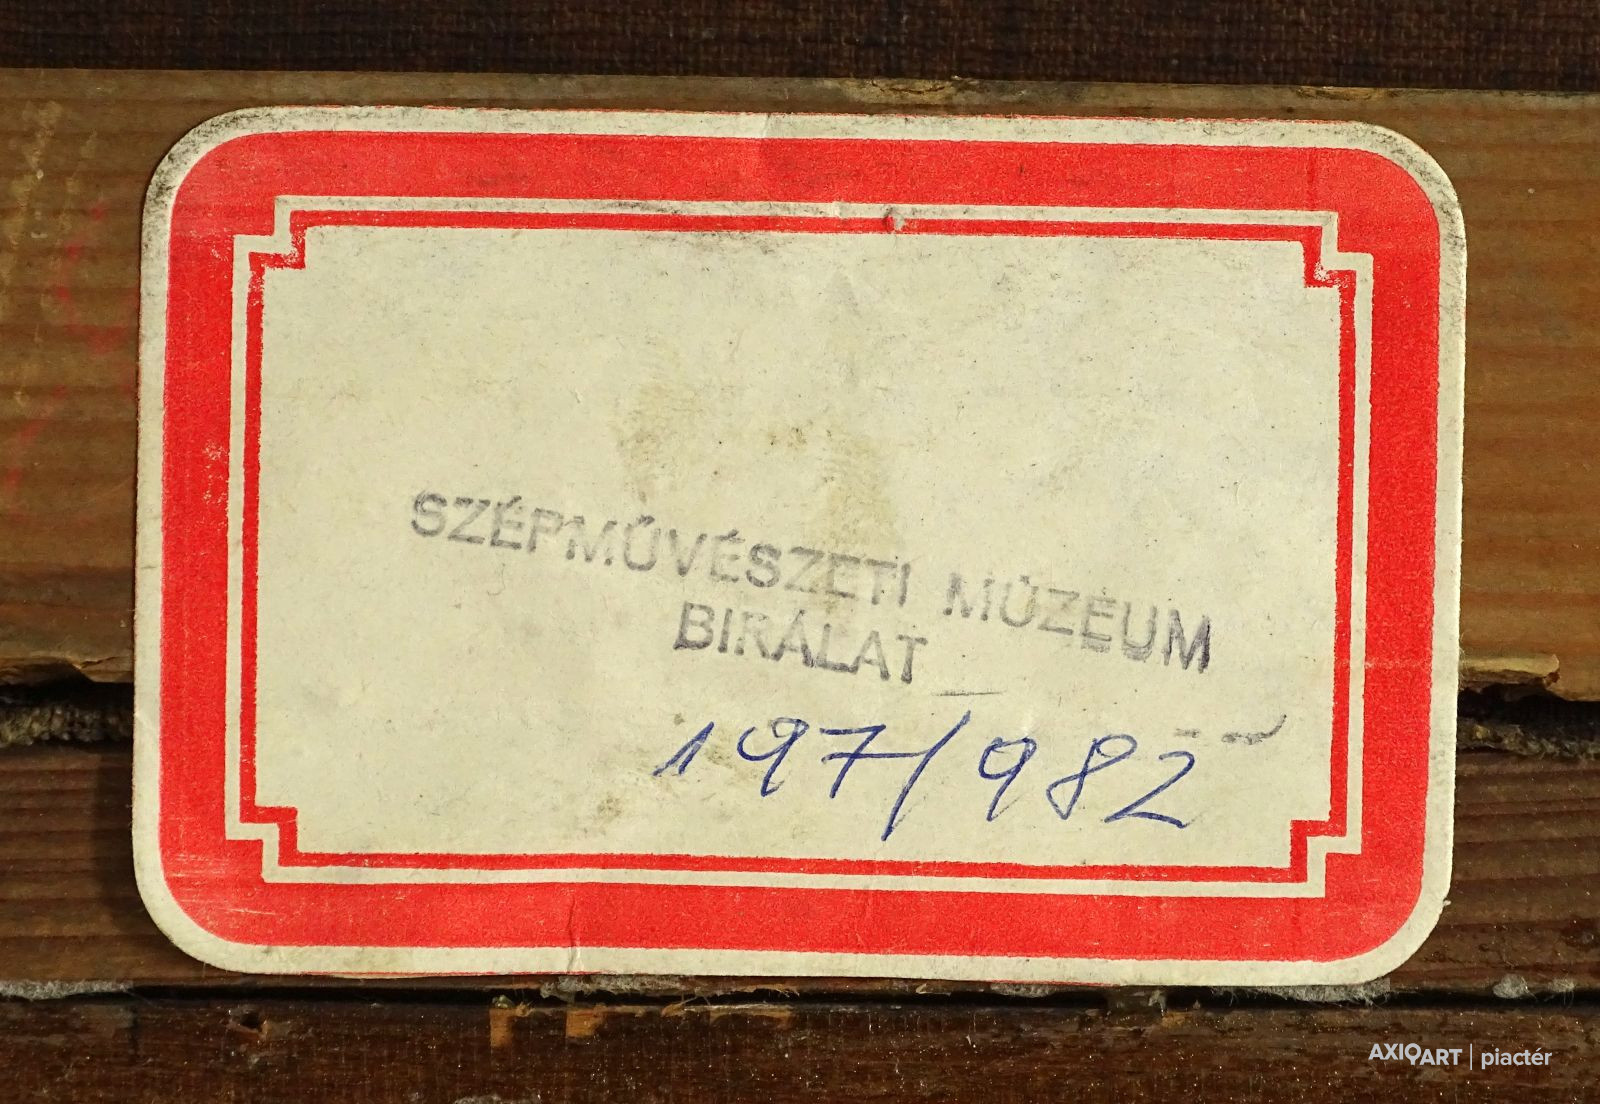 SZÉPMŰVÉSZETI MÚZEUM
BIRÁLAT
197/982
AXIOART | piactér